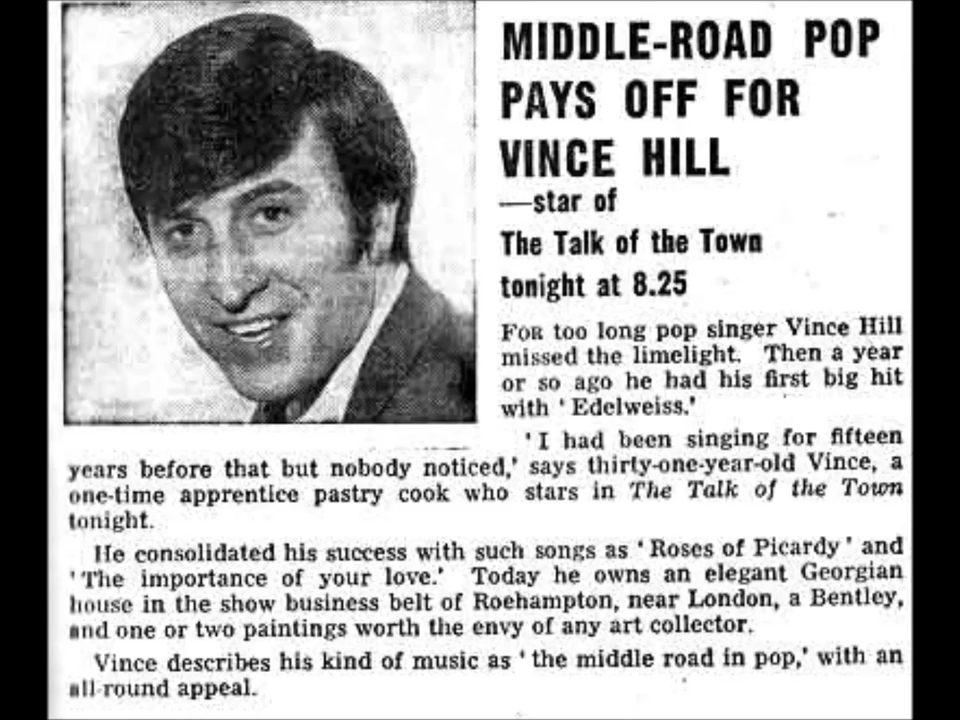 MIDDLE-ROAD POP
PAYS OFF FOR
VINCE HILL
—star of
The Talk of the Town
tonight at 8.25
FOR too long pop singer Vince Hill
missed the limelight. Then a year
or so ago he had his first big hit
with ‘ Edelweiss.’
‘ I had been singing for fifteen
years before that but nobody noticed,’ says thirty-one-year-old Vince, a
one-time apprentice pastry cook who stars in The Talk of the Town
tonight.
He consolidated his success with such songs as ‘ Roses of Picardy ’ and
‘ The importance of your love.’ Today he owns an elegant Georgian
house in the show business belt of Roehampton, near London, a Bentley,
and one or two paintings worth the envy of any art collector.
Vince describes his kind of music as ‘ the middle road in pop,’ with an
all-round appeal.